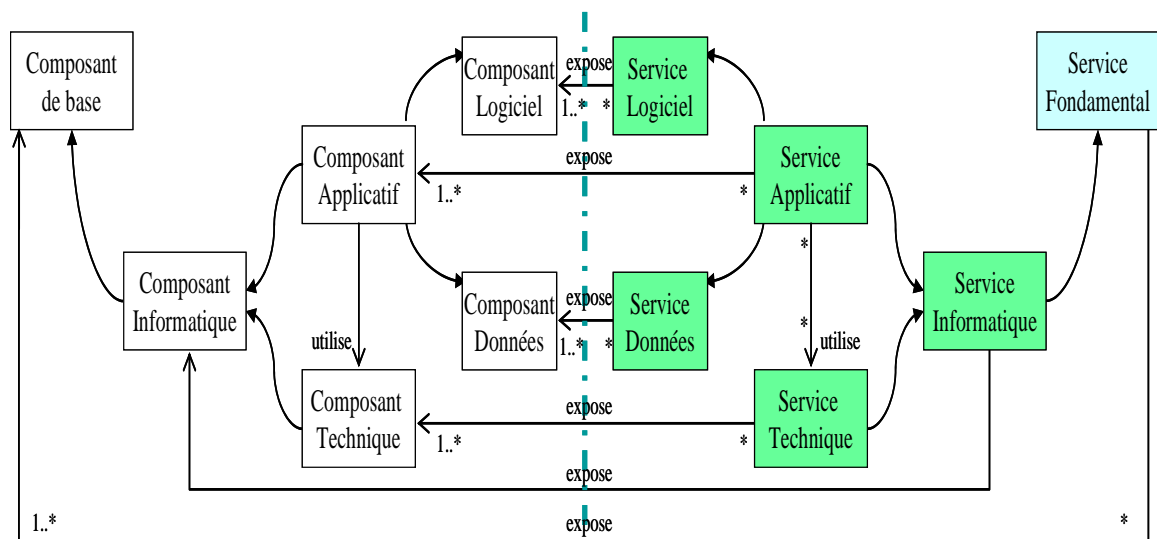 Composant
de base
Composant
Logiciel
expose
1..*
*
Service
Logiciel
Service
Fondamental
Composant
Applicatif
expose
1..*
*
Service
Applicatif
*
Composant
Informatique
Composant
Données
expose
1..*
*
Service
Données
*
Service
Informatique
utilise
utilise
Composant
Technique
expose
1..*
*
Service
Technique
expose
1..*
expose
*